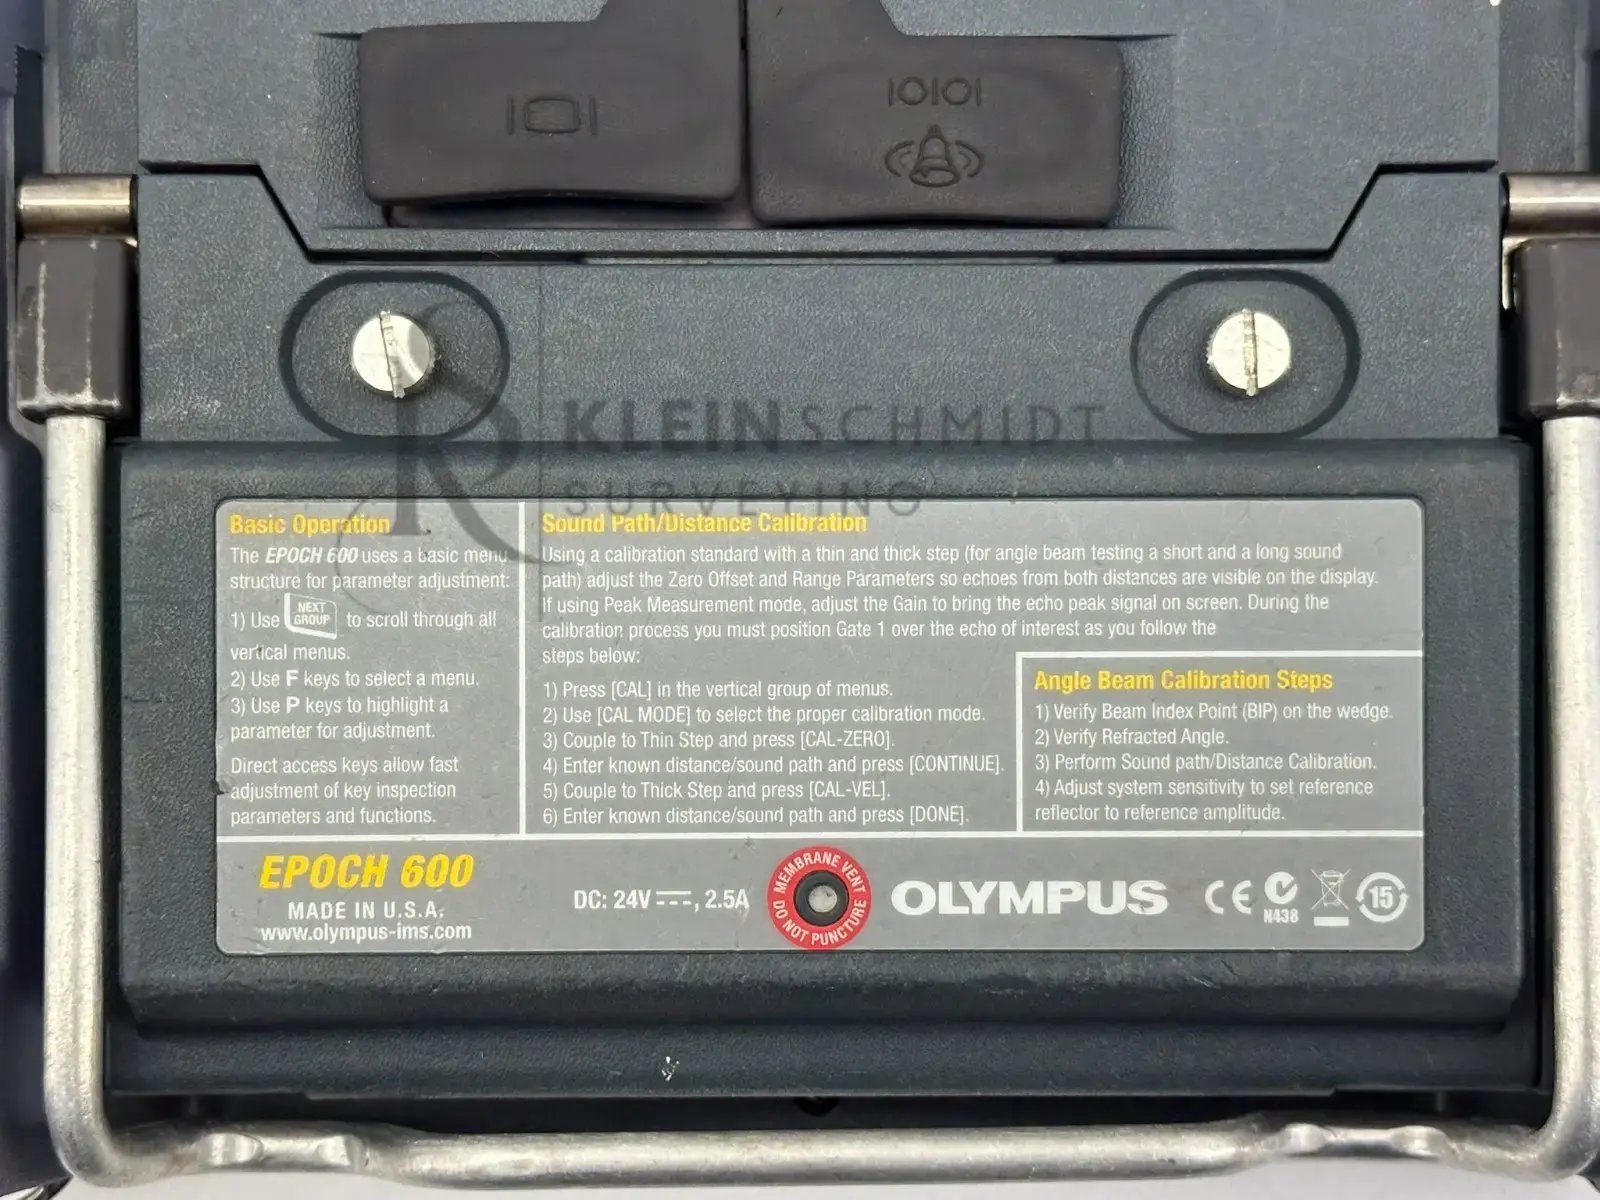 IOIOI
KLEINSCHMIDT
SURVEYING
Basic Operation
The EPOCH 600 uses a basic menu
structure for parameter adjustment:
1) Use NEXT GROUP to scroll through all
vertical menus.
2) Use F keys to select a menu.
3) Use P keys to highlight a
parameter for adjustment.
Direct access keys allow fast
adjustment of key inspection
parameters and functions.
Sound Path/Distance Calibration
Using a calibration standard with a thin and thick step (for angle beam testing a short and a long sound
path) adjust the Zero Offset and Range Parameters so echoes from both distances are visible on the display.
If using Peak Measurement mode, adjust the Gain to bring the echo peak signal on screen. During the
calibration process you must position Gate 1 over the echo of interest as you follow the
steps below:
1) Press [CAL] in the vertical group of menus.
2) Use [CAL MODE] to select the proper calibration mode.
3) Couple to Thin Step and press [CAL-ZERO].
4) Enter known distance/sound path and press [CONTINUE].
5) Couple to Thick Step and press [CAL-VEL].
6) Enter known distance/sound path and press [DONE].
Angle Beam Calibration Steps
1) Verify Beam Index Point (BIP) on the wedge.
2) Verify Refracted Angle.
3) Perform Sound path/Distance Calibration.
4) Adjust system sensitivity to set reference
reflector to reference amplitude.
EPOCH 600
MADE IN U.S.A.
www.olympus-ims.com
DC: 24V ⎓, 2.5A
MEMBRANE VENT
DO NOT PUNCTURE
OLYMPUS
CE
N438
15